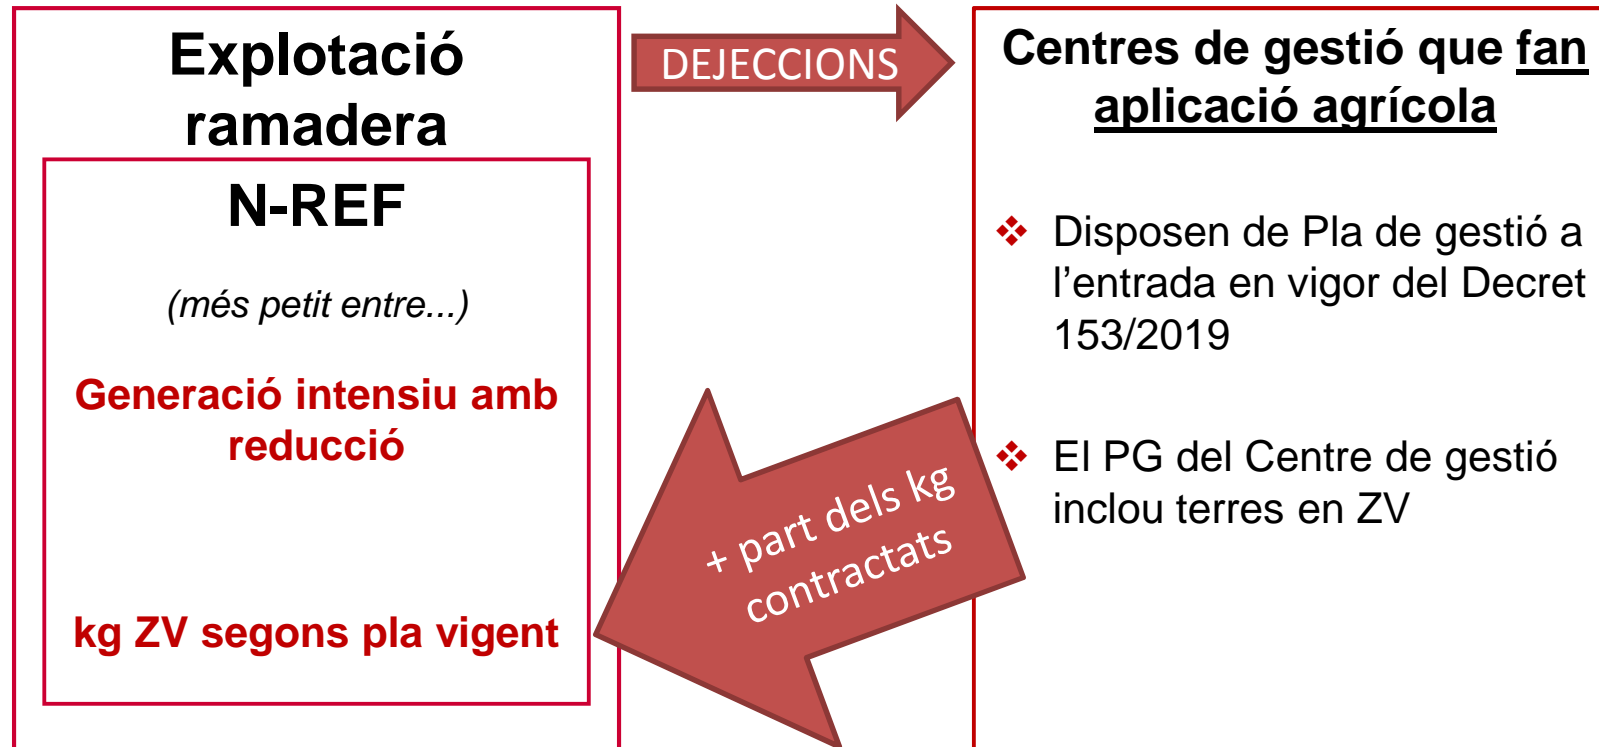 Explotació
ramadera
N-REF
(més petit entre...)
Generació intensiu amb
reducció
kg ZV segons pla vigent
DEJECCIONS
+ part dels kg
contractats
Centres de gestió que fan
aplicació agrícola
❖ Disposen de Pla de gestió a
l’entrada en vigor del Decret
153/2019
❖ El PG del Centre de gestió
inclou terres en ZV